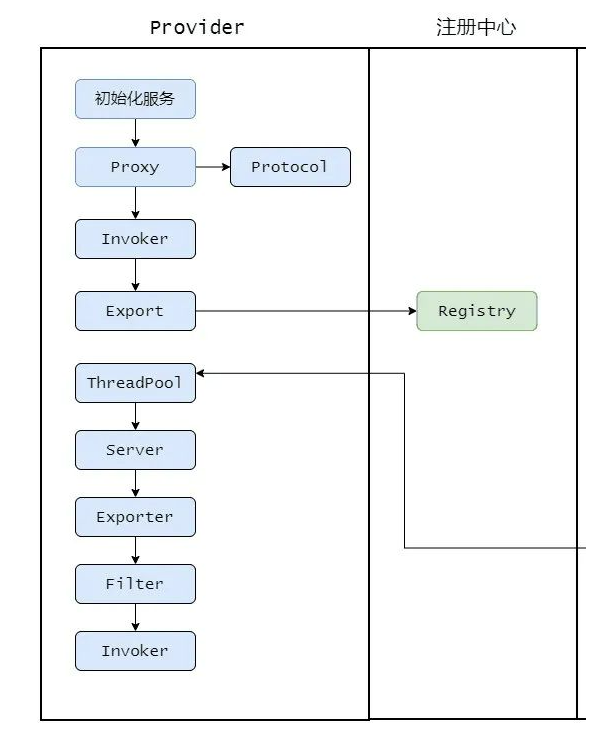 Provider
注册中心
初始化服务
Proxy
Protocol
Invoker
Export
Registry
ThreadPool
Server
Exporter
Filter
Invoker